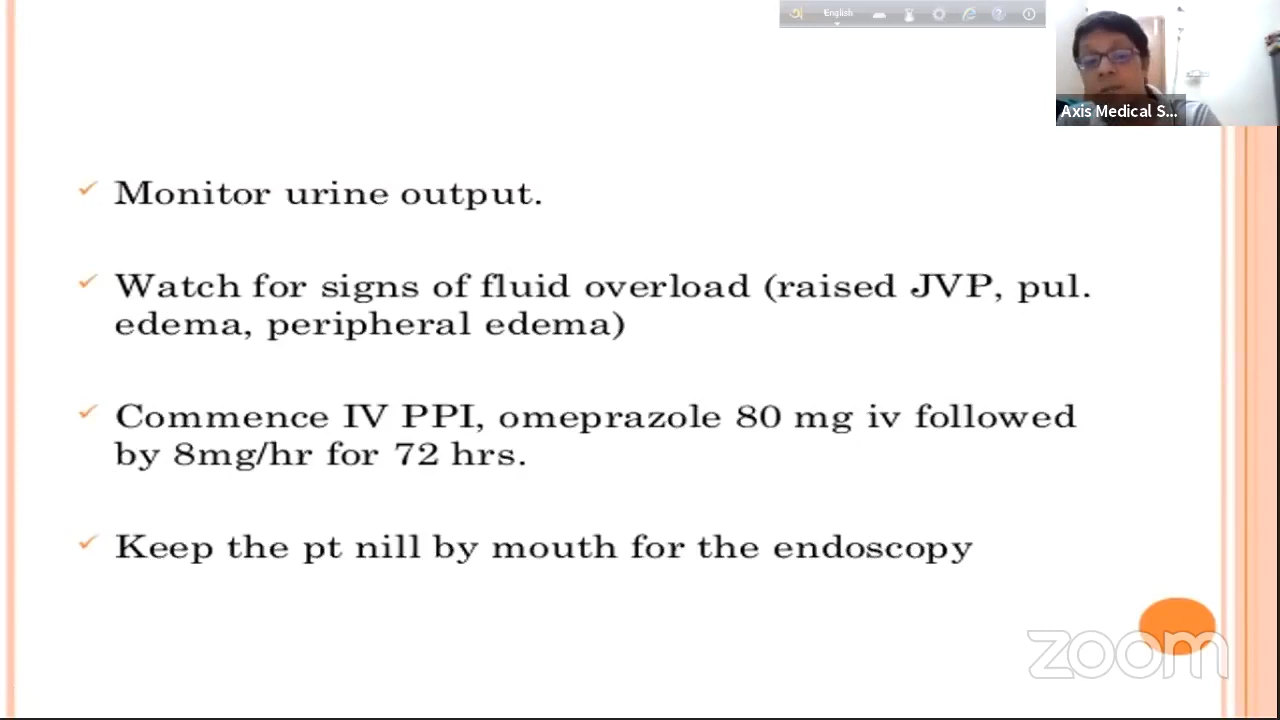 English
Axis Medical S...
Monitor urine output.
Watch for signs of fluid overload (raised JVP, pul.
edema, peripheral edema)
Commence IV PPI, omeprazole 80 mg iv followed
by 8mg/hr for 72 hrs.
Keep the pt nill by mouth for the endoscopy
zoom